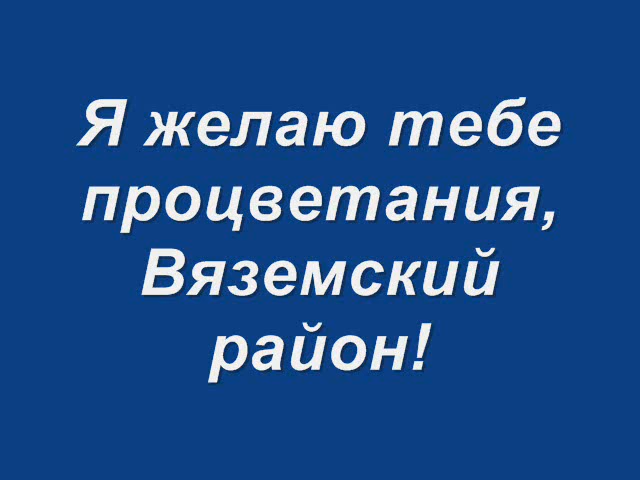 Я желаю тебе
процветания,
Вяземский
район!